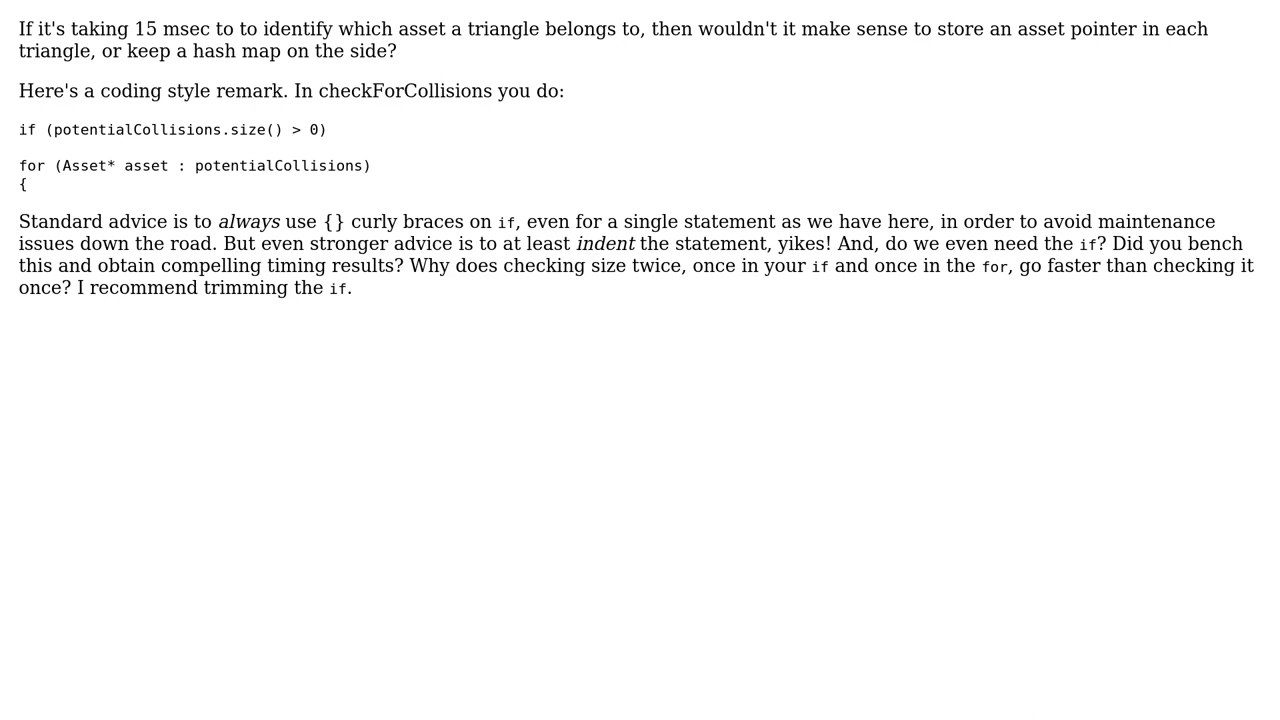 If it's taking 15 msec to to identify which asset a triangle belongs to, then wouldn't it make sense to store an asset pointer in each
triangle, or keep a hash map on the side?
Here's a coding style remark. In checkForCollisions you do:
if (potentialCollisions.size() > 0)
for (Asset* asset : potentialCollisions)
{
Standard advice is to always use {} curly braces on if, even for a single statement as we have here, in order to avoid maintenance
issues down the road. But even stronger advice is to at least indent the statement, yikes! And, do we even need the if? Did you bench
this and obtain compelling timing results? Why does checking size twice, once in your if and once in the for, go faster than checking it
once? I recommend trimming the if.